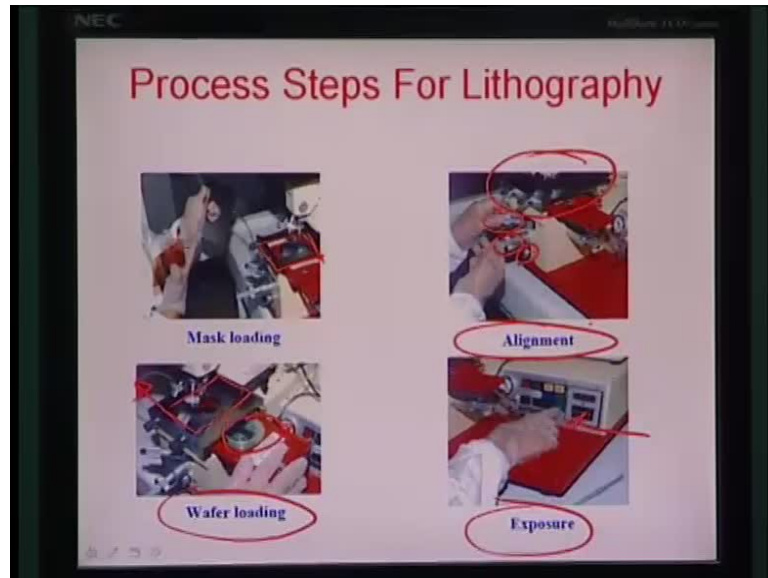 NEC
Process Steps For Lithography
Mask loading
Alignment
Wafer loading
Exposure